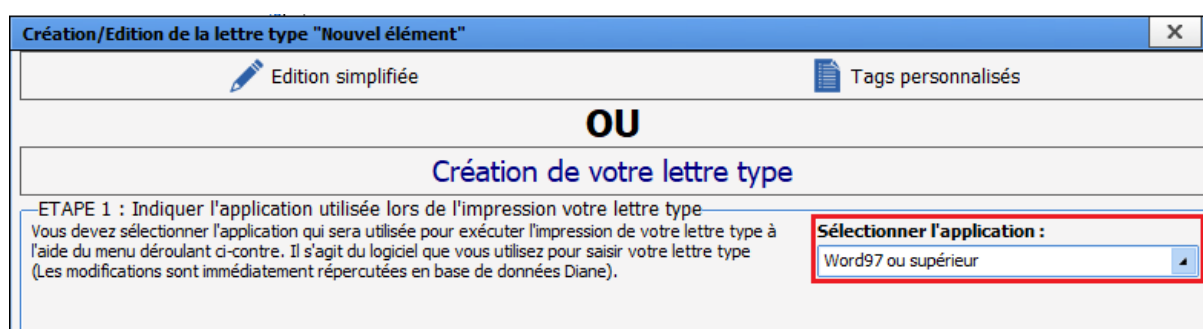 Création/Edition de la lettre type "Nouvel élément"
Edition simplifiée
Tags personnalisés
OU
Création de votre lettre type
ETAPE 1 : Indiquer l'application utilisée lors de l'impression votre lettre type
Vous devez sélectionner l'application qui sera utilisée pour exécuter l'impression de votre lettre type à
l'aide du menu déroulant ci-contre. Il s'agit du logiciel que vous utilisez pour saisir votre lettre type
(Les modifications sont immédiatement répercutées en base de données Diane).
Sélectionner l'application :
Word97 ou supérieur